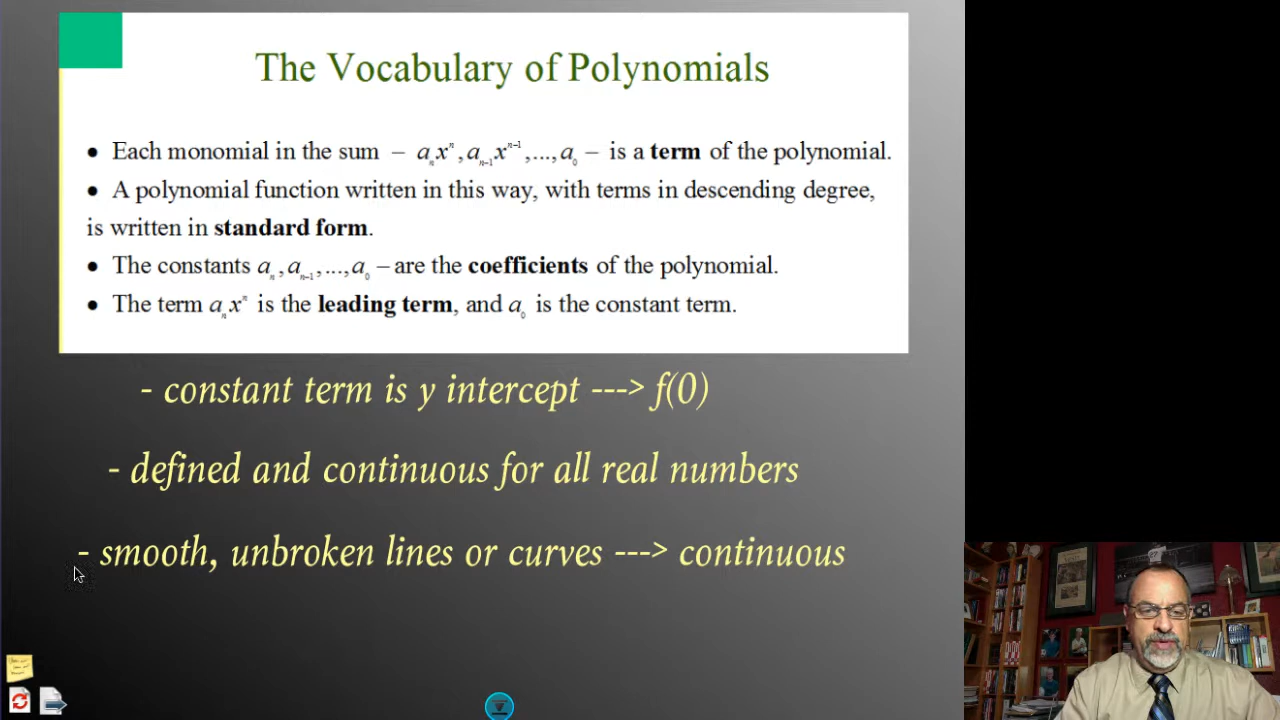 The Vocabulary of Polynomials
• Each monomial in the sum – aₙxⁿ, aₙ₋₁xⁿ⁻¹,...,a₀ – is a term of the polynomial.
• A polynomial function written in this way, with terms in descending degree,
is written in standard form.
• The constants aₙ, aₙ₋₁,...,a₀ – are the coefficients of the polynomial.
• The term aₙxⁿ is the leading term, and a₀ is the constant term.
- constant term is y intercept ---> f(0)
- defined and continuous for all real numbers
- smooth, unbroken lines or curves ---> continuous